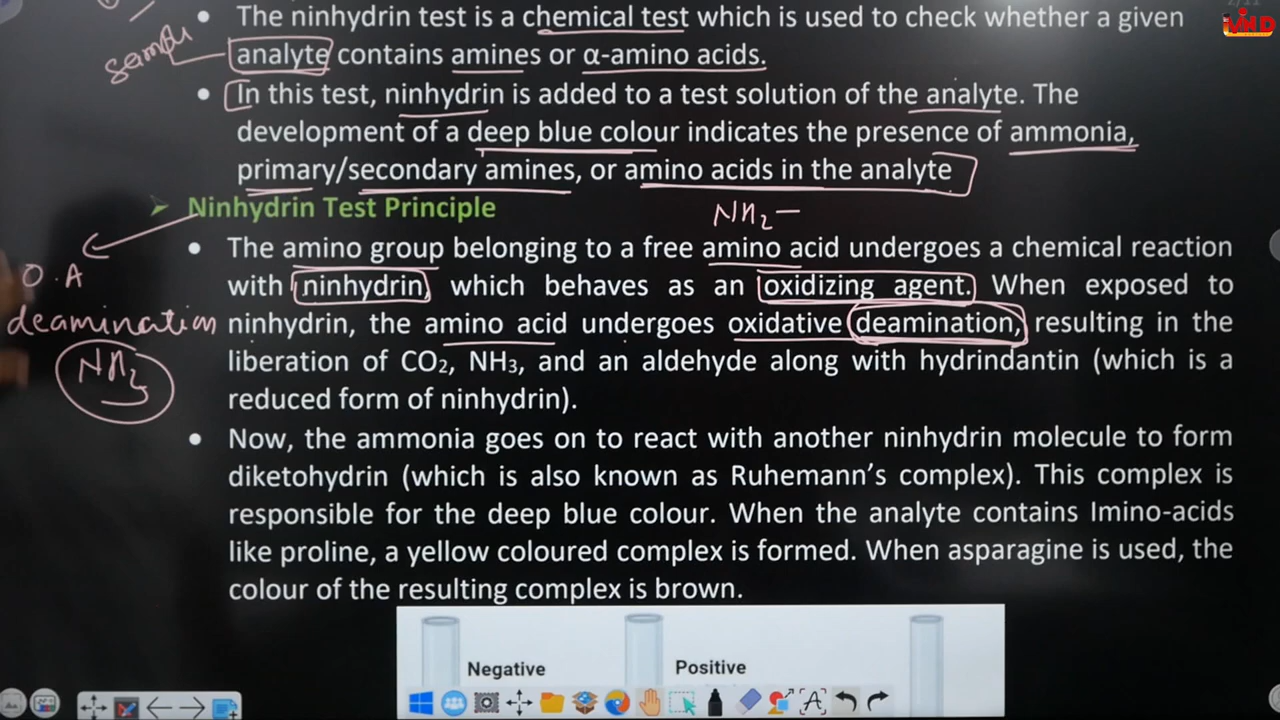 2/11
IMD
• The ninhydrin test is a chemical test which is used to check whether a given
sample
analyte contains amines or α-amino acids.
• In this test, ninhydrin is added to a test solution of the analyte. The
development of a deep blue colour indicates the presence of ammonia,
primary/secondary amines, or amino acids in the analyte
➢ Ninhydrin Test Principle
NH2-
• The amino group belonging to a free amino acid undergoes a chemical reaction
O.A
with ninhydrin, which behaves as an oxidizing agent. When exposed to
deamination
ninhydrin, the amino acid undergoes oxidative deamination, resulting in the
NH2
liberation of CO2, NH3, and an aldehyde along with hydrindantin (which is a
reduced form of ninhydrin).
• Now, the ammonia goes on to react with another ninhydrin molecule to form
diketohydrin (which is also known as Ruhemann’s complex). This complex is
responsible for the deep blue colour. When the analyte contains Imino-acids
like proline, a yellow coloured complex is formed. When asparagine is used, the
colour of the resulting complex is brown.
Negative Positive